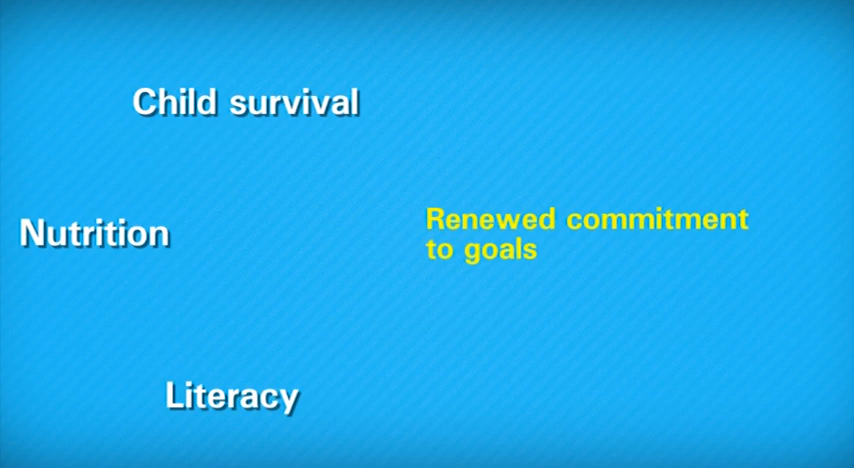 Child survival
Nutrition
Renewed commitment
to goals
Literacy